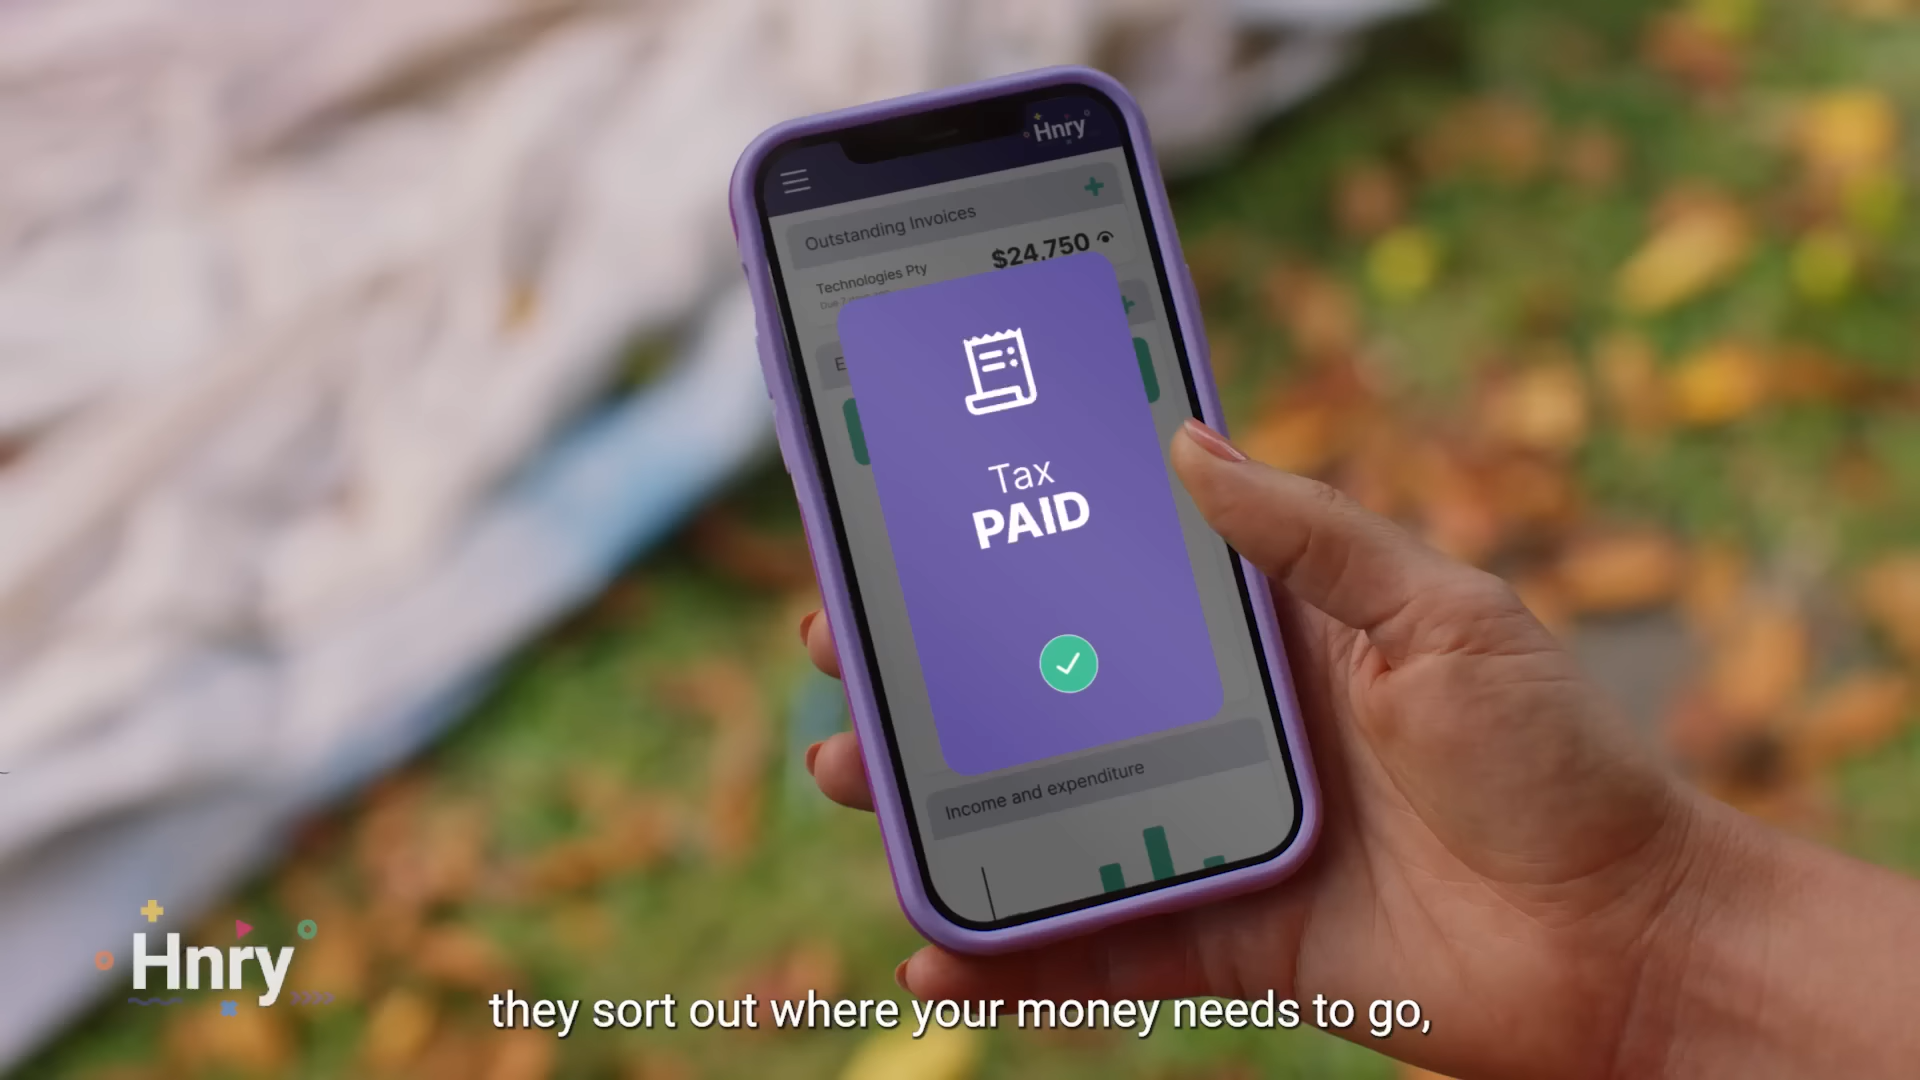 Hnry
Outstanding Invoices
$24,750
Technologies Pty
E
Tax
PAID
Income and expenditure
Hnry
they sort out where your money needs to go,